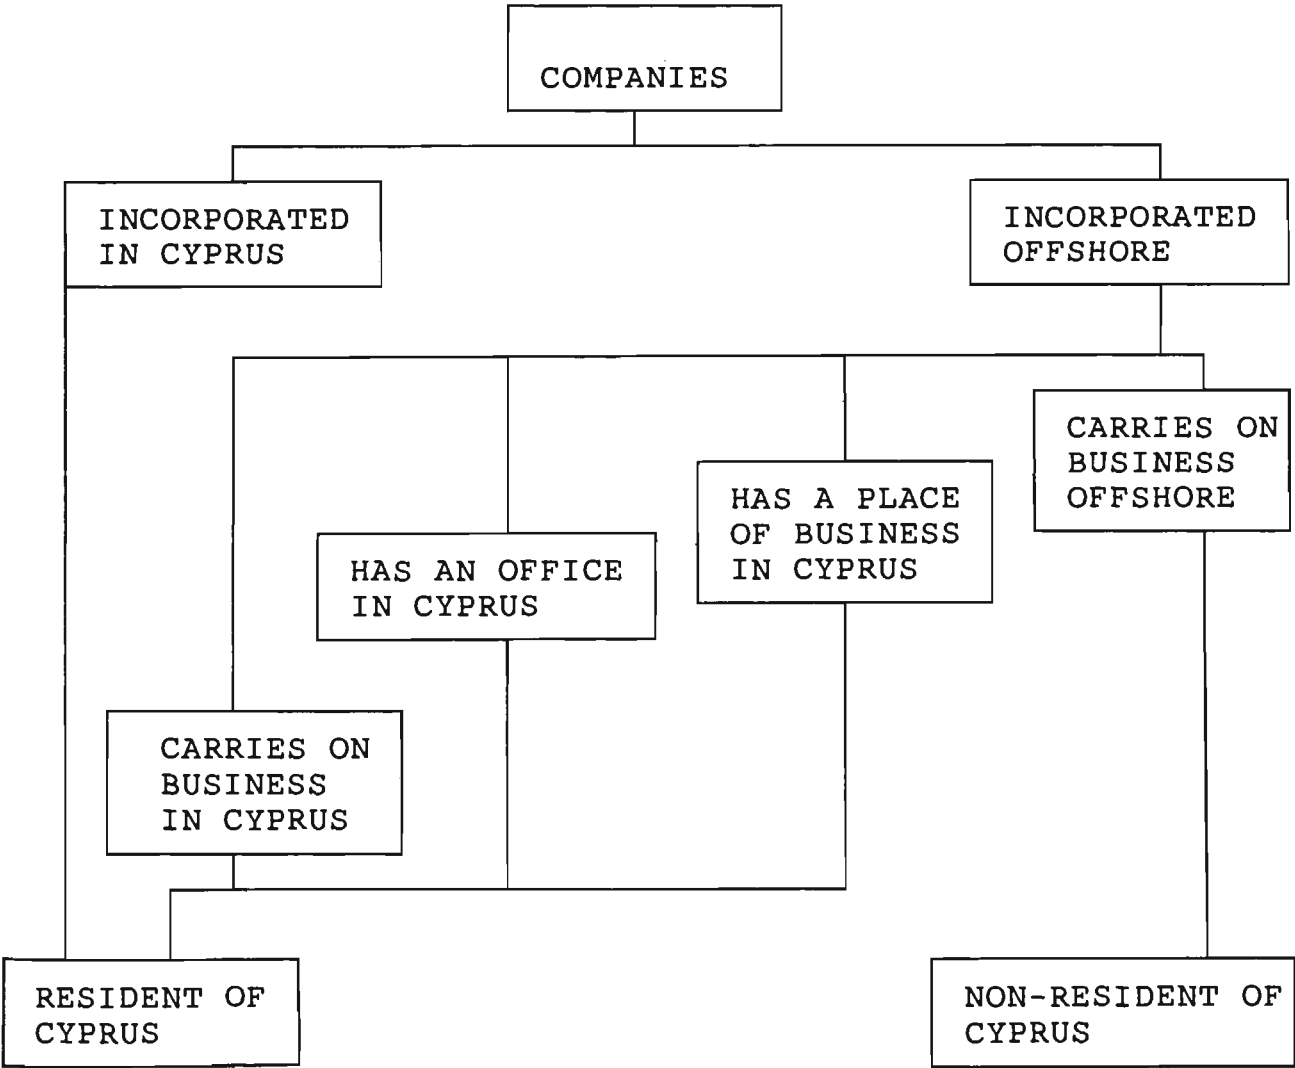 COMPANIES
INCORPORATED
IN CYPRUS
INCORPORATED
OFFSHORE
CARRIES ON
BUSINESS
OFFSHORE
HAS A PLACE
OF BUSINESS
IN CYPRUS
HAS AN OFFICE
IN CYPRUS
CARRIES ON
BUSINESS
IN CYPRUS
RESIDENT OF
CYPRUS
NON-RESIDENT OF
CYPRUS